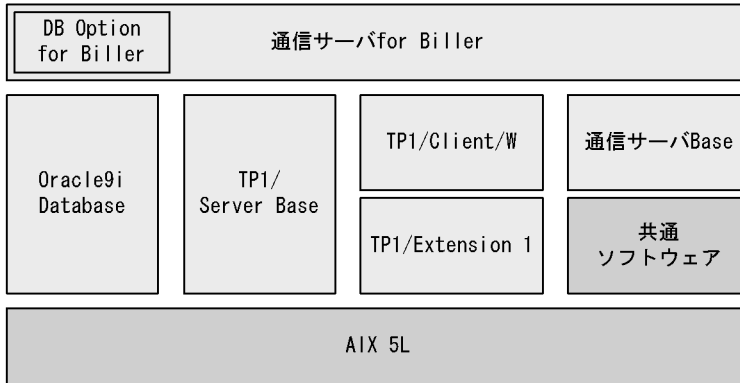 DB Option
for Biller
通信サーバfor Biller
Oracle9i
Database
TP1/
Server Base
TP1/Client/W
通信サーバBase
TP1/Extension 1
共通
ソフトウェア
AIX 5L